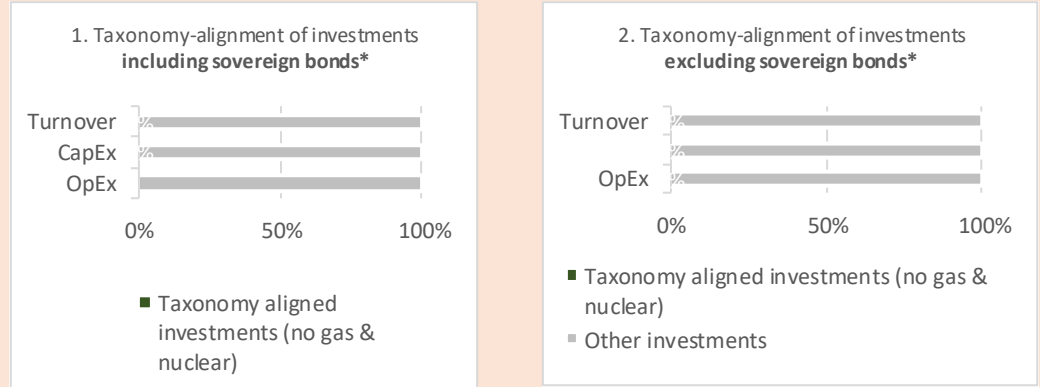 1. Taxonomy-alignment of investments
including sovereign bonds*
Turnover
%
CapEx
%
OpEx
0%
50%
100%
Taxonomy aligned
investments (no gas &
nuclear)
2. Taxonomy-alignment of investments
excluding sovereign bonds*
Turnover
%
%
OpEx
%
0%
50%
100%
Taxonomy aligned investments (no gas &
nuclear)
Other investments